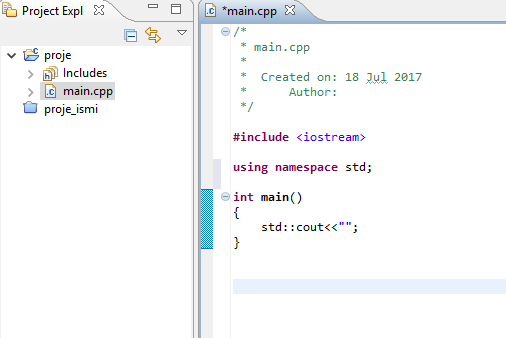 Project Expl
proje
Includes
main.cpp
proje_ismi
*main.cpp
/*
* main.cpp
*
* Created on: 18 Jul 2017
* Author:
*/
#include <iostream>
using namespace std;
int main()
{
std::cout<<"";
}